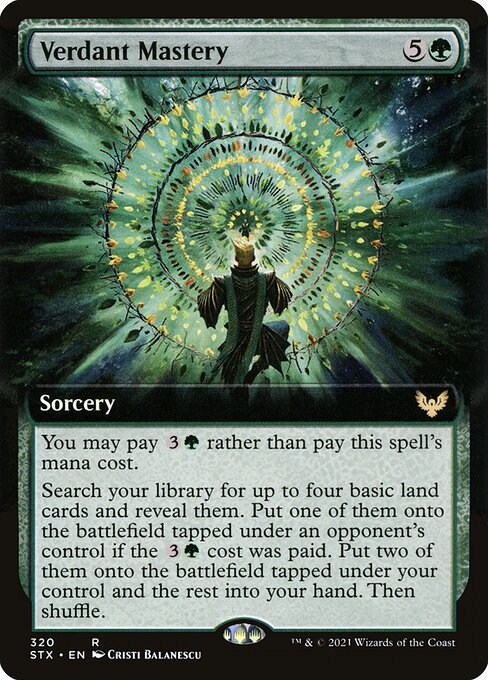 Verdant Mastery 5
Sorcery
You may pay 3 rather than pay this spell's
mana cost.
Search your library for up to four basic land
cards and reveal them. Put one of them onto
the battlefield tapped under an opponent's
control if the 3 cost was paid. Put two of
them onto the battlefield tapped under your
control and the rest into your hand. Then
shuffle.
320 R
STX • EN Cristi Balanescu
™ & © 2021 Wizards of the Coast